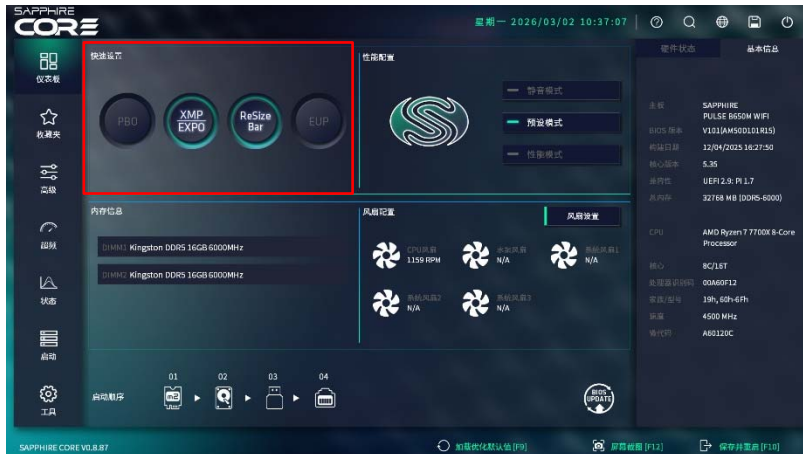 SAPPHIRE
CORE
星期一 2026/03/02 10:37:07
仪表板
收藏夹
高级
超频
状态
启动
工具
快速设置
PBO
XMP
EXPO
ReSize
Bar
EUP
性能配置
静音模式
预设模式
性能模式
内存信息
DIMM1 Kingston DDR5 16GB 6000MHz
DIMM2 Kingston DDR5 16GB 6000MHz
风扇配置
风扇设置
CPU风扇
1159 RPM
水泵风扇
N/A
系统风扇1
N/A
系统风扇2
N/A
系统风扇3
N/A
启动顺序
01
02
03
04
m2
BIOS
UPDATE
硬件状态
基本信息
主板 SAPPHIRE
PULSE B650M WIFI
BIOS 版本 V101(AM50D101R15)
构建日期 12/04/2025 16:27:50
核心版本 5.35
兼容性 UEFI 2.9; PI 1.7
总内存 32768 MB (DDR5-6000)
CPU AMD Ryzen 7 7700X 8-Core
Processor
核心 8C/16T
处理器识别码 00A60F12
家族/型号 19h, 60h-6Fh
速度 4500 MHz
微代码 A60120C
SAPPHIRE CORE V0.8.87
加载优化默认值 [F9]
屏幕截图 [F12]
保存并重启 [F10]